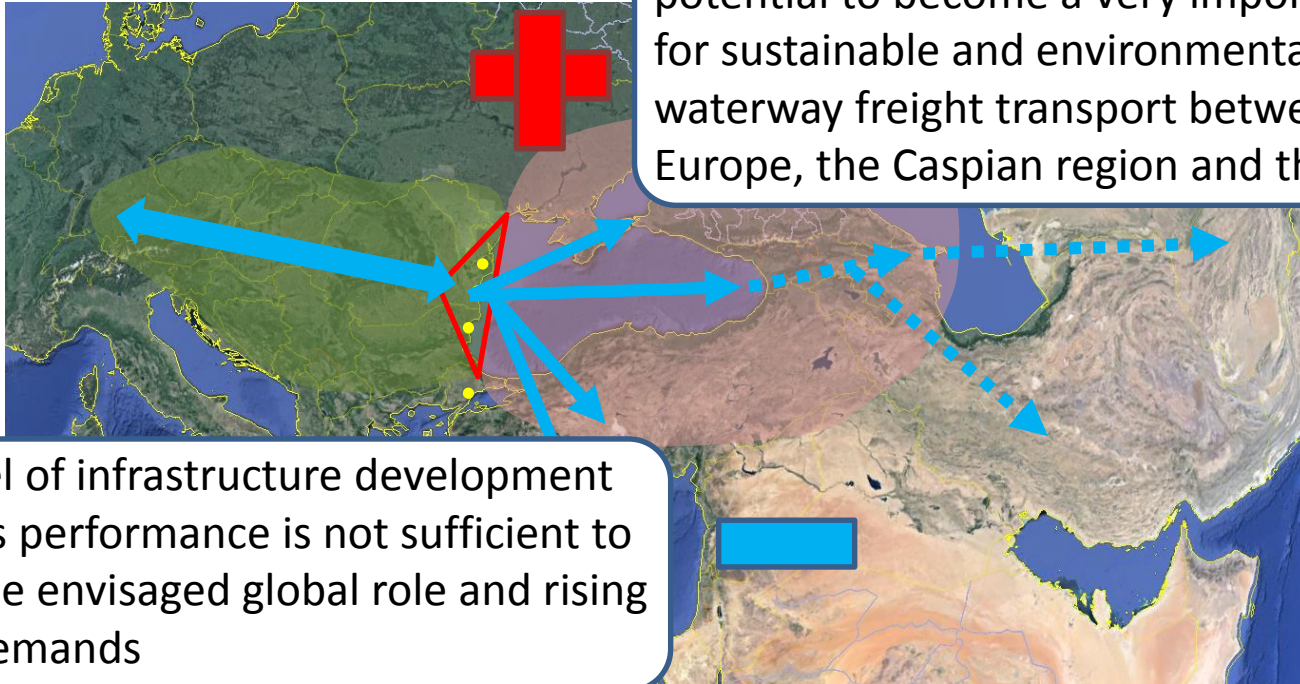 potential to become a very impor
for sustainable and environmenta
waterway freight transport betwe
Europe, the Caspian region and th
el of infrastructure development
s performance is not sufficient to
e envisaged global role and rising
emands